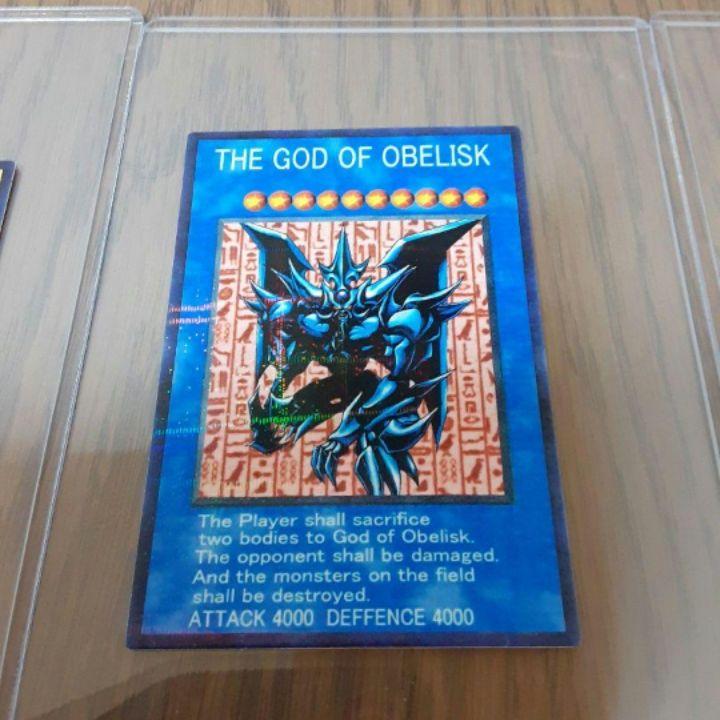 THE GOD OF OBELISK
The Player shall sacrifice
two bodies to God of Obelisk.
The opponent shall be damaged.
And the monsters on the field
shall be destroyed.
ATTACK 4000 DEFFENCE 4000